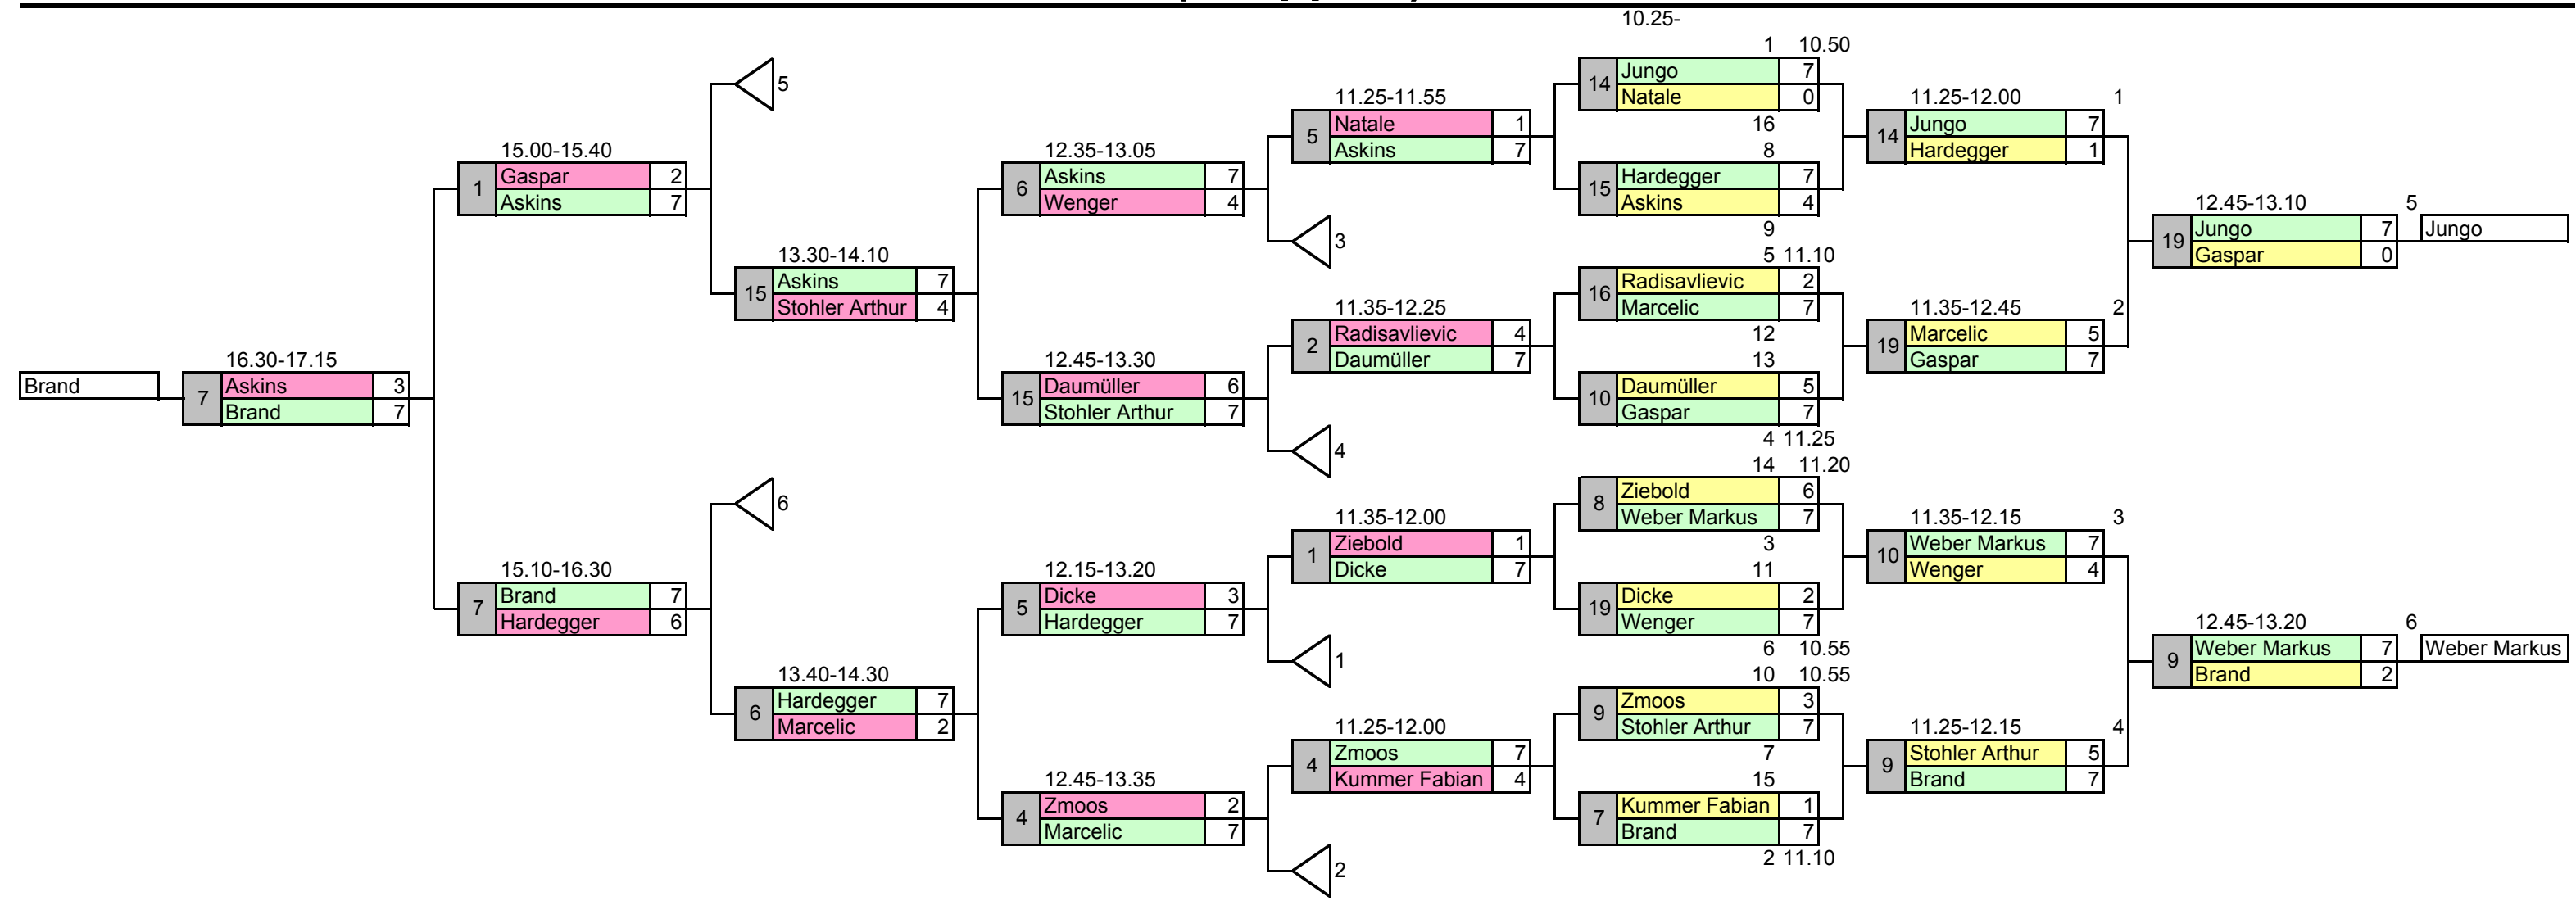 10.25-
1 10.50
5
14 Jungo 7
Natale 0
11.25-11.55
11.25-12.00 1
5 Natale 1
Askins 7
14 Jungo 7
Hardegger 1
16
8
15.00-15.40
12.35-13.05
1 Gaspar 2
Askins 7
6 Askins 7
Wenger 4
15 Hardegger 7
Askins 4
9
12.45-13.10 5
3
19 Jungo 7 Jungo
Gaspar 0
13.30-14.10
5 11.10
15 Askins 7
Stohler Arthur 4
16 Radisavlievic 2
Marcelic 7
11.35-12.25
11.35-12.45 2
2 Radisavlievic 4
Daumüller 7
19 Marcelic 5
Gaspar 7
12
13
16.30-17.15
12.45-13.30
Brand
7 Askins 3
Brand 7
15 Daumüller 6
Stohler Arthur 7
10 Daumüller 5
Gaspar 7
4 11.25
4
14 11.20
6
8 Ziebold 6
Weber Markus 7
11.35-12.00
11.35-12.15 3
1 Ziebold 1
Dicke 7
10 Weber Markus 7
Wenger 4
3
11
15.10-16.30
12.15-13.20
7 Brand 7
Hardegger 6
5 Dicke 3
Hardegger 7
19 Dicke 2
Wenger 7
6 10.55
12.45-13.20 6
1
9 Weber Markus 7 Weber Markus
Brand 2
13.40-14.30
10 10.55
6 Hardegger 7
Marcelic 2
9 Zmoos 3
Stohler Arthur 7
11.25-12.00
11.25-12.15 4
4 Zmoos 7
Kummer Fabian 4
9 Stohler Arthur 5
Brand 7
7
15
12.45-13.35
4 Zmoos 2
Marcelic 7
7 Kummer Fabian 1
Brand 7
2 11.10
2